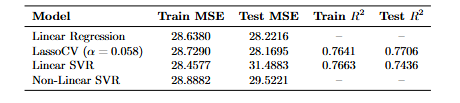 Model Train MSE Test MSE Train R² Test R²
Linear Regression 28.6380 28.2216 – –
LassoCV (α = 0.058) 28.7290 28.1695 0.7641 0.7706
Linear SVR 28.4577 31.4883 0.7663 0.7436
Non-Linear SVR 28.8882 29.5221 – –